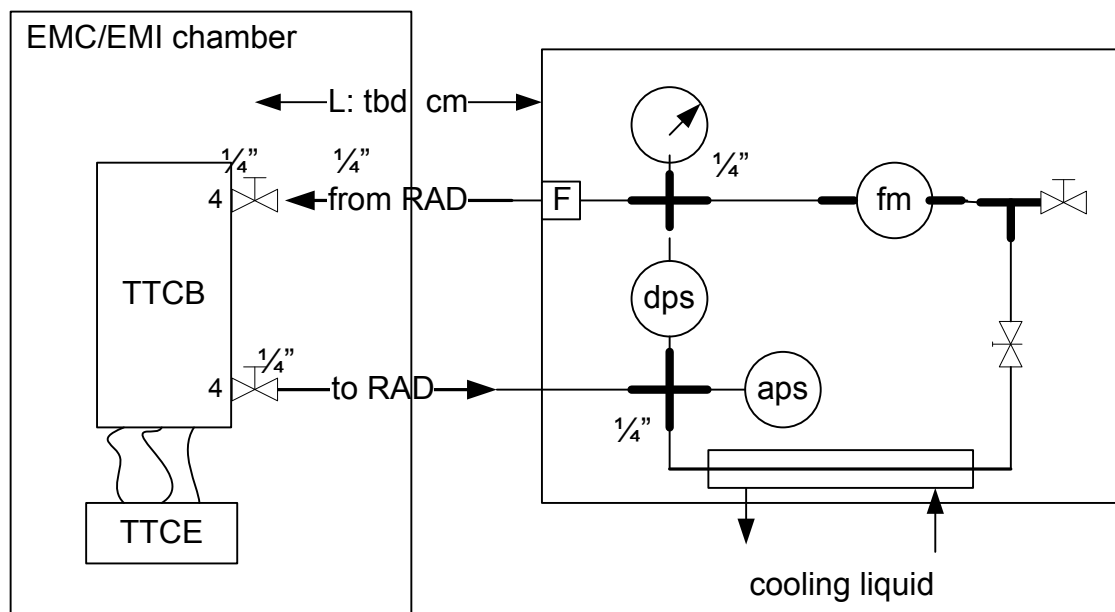 EMC/EMI chamber
L: tbd cm
¼”
¼”
¼”
4
from RAD
F
fm
TTCB
dps
¼”
4
to RAD
aps
¼”
TTCE
cooling liquid